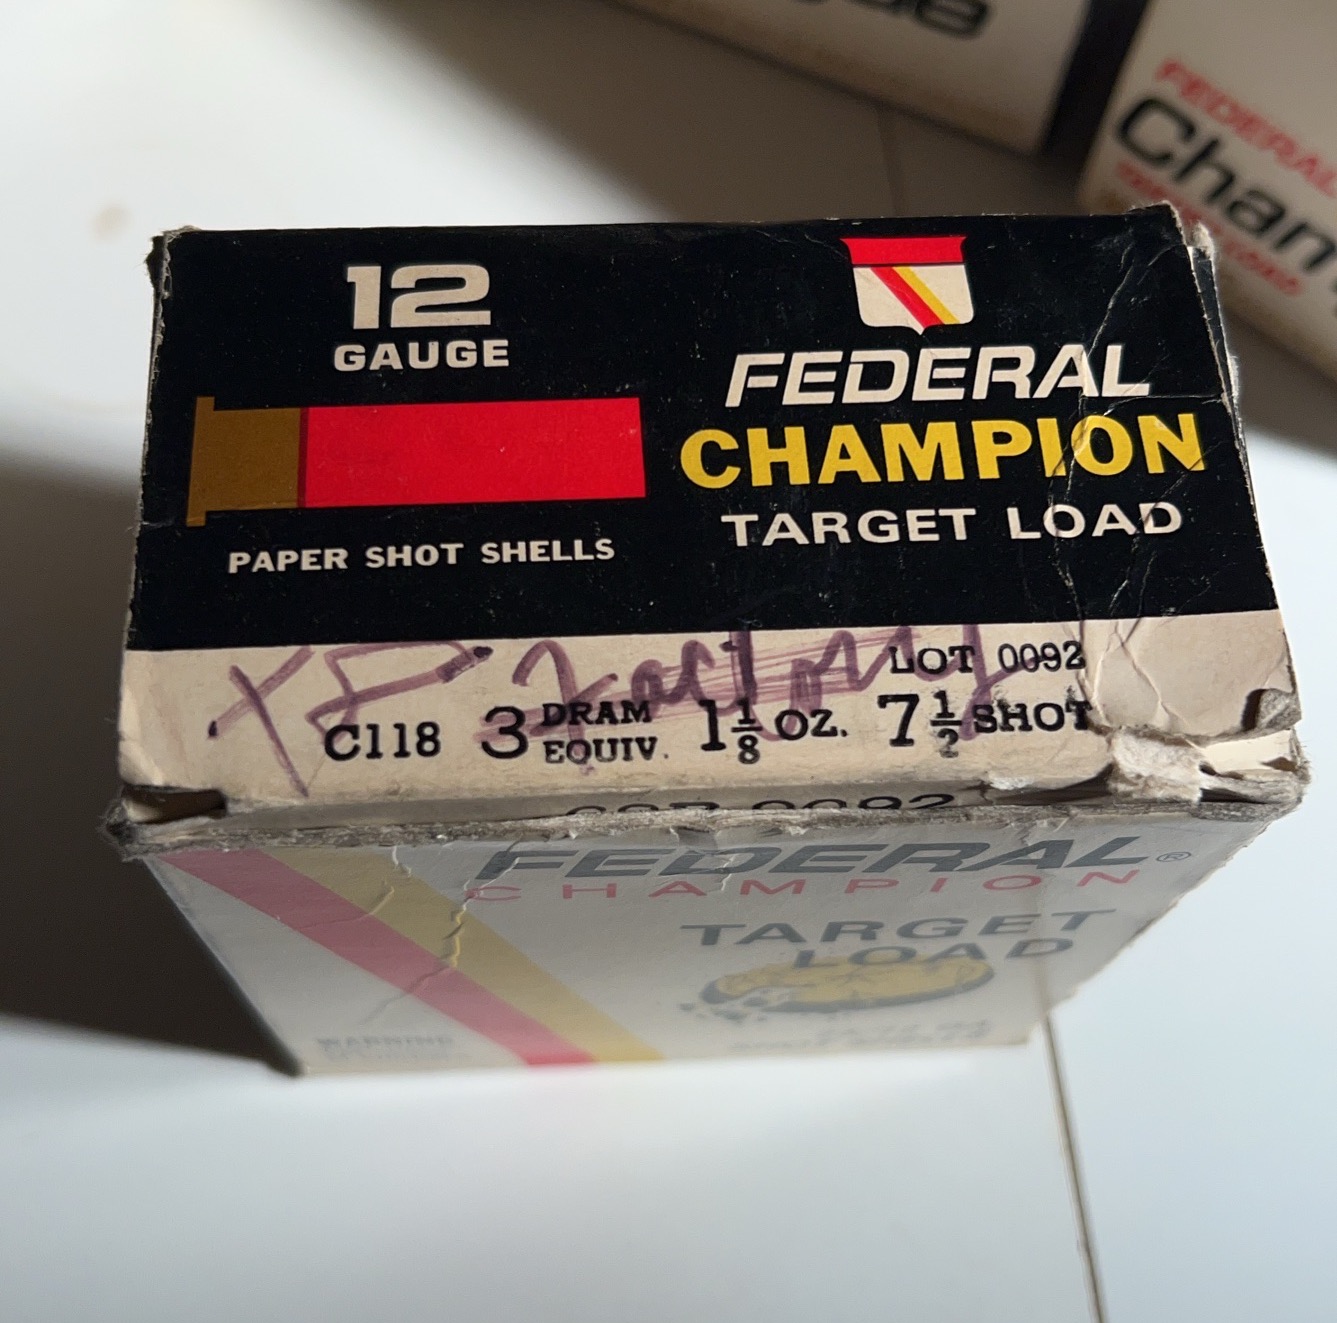 FEDERAL
Cham
12
GAUGE
FEDERAL
CHAMPION
TARGET LOAD
PAPER SHOT SHELLS
Factory
LOT 0092
C118 3 DRAM EQUIV. 1 1/8 OZ. 7 1/2 SHOT
FEDERAL®
CHAMPION
TARGET
LOAD
WARNING